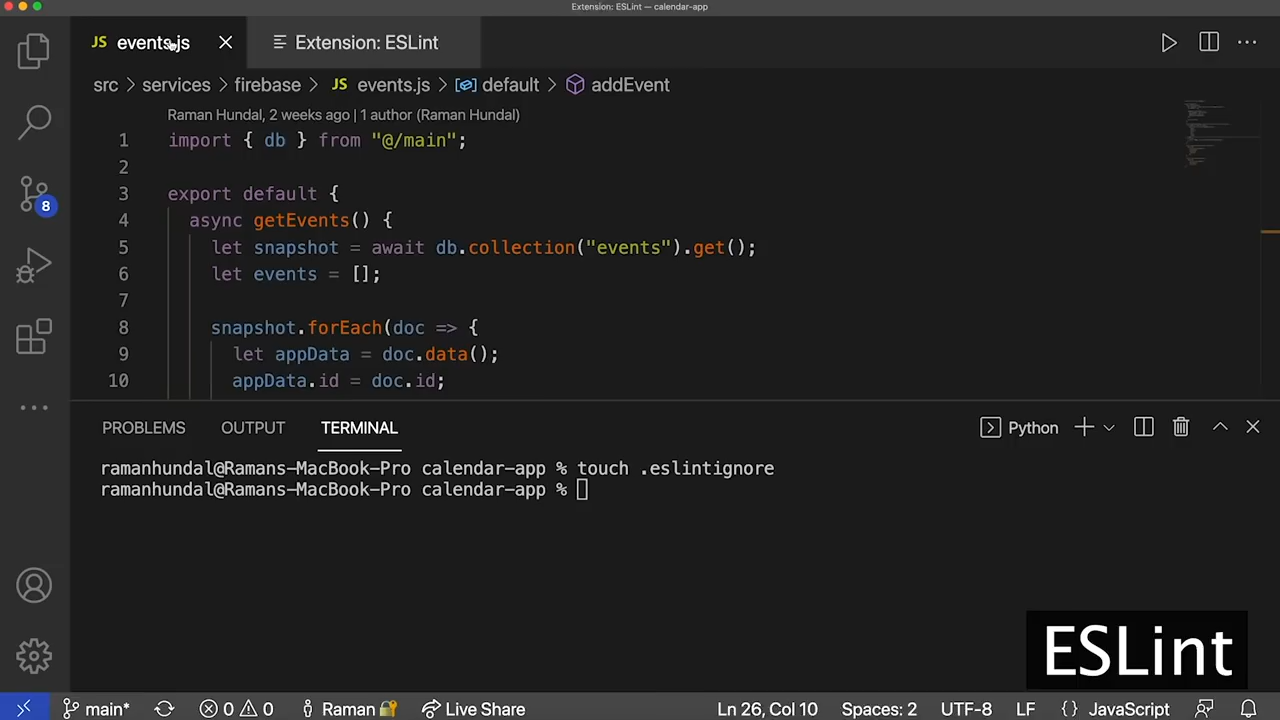 Extension: ESLint — calendar-app
JS events.js
Extension: ESLint
src > services > firebase > JS events.js > default > addEvent
Raman Hundal, 2 weeks ago | 1 author (Raman Hundal)
1 import { db } from "@/main";
2
3 export default {
4 async getEvents() {
5 let snapshot = await db.collection("events").get();
6 let events = [];
7
8 snapshot.forEach(doc => {
9 let appData = doc.data();
10 appData.id = doc.id;
8
PROBLEMS OUTPUT TERMINAL Python
ramanhundal@Ramans-MacBook-Pro calendar-app % touch .eslintignore
ramanhundal@Ramans-MacBook-Pro calendar-app %
ESLint
main* 0 0 Raman Live Share Ln 26, Col 10 Spaces: 2 UTF-8 LF {} JavaScript